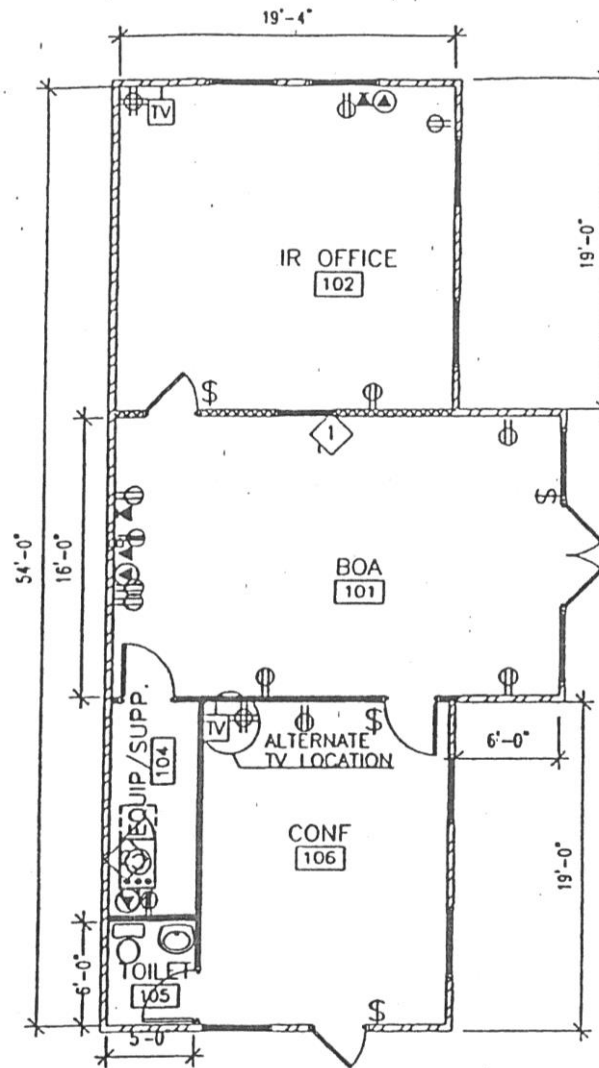 19'-4"
TV
IR OFFICE
102
19'-0"
$
1
$
54'-0"
16'-0"
BOA
101
EQUIP/SUPP.
104
TV
$
ALTERNATE
TV LOCATION
6'-0"
CONF
106
19'-0"
6'-0"
TOILET
105
$
5-0